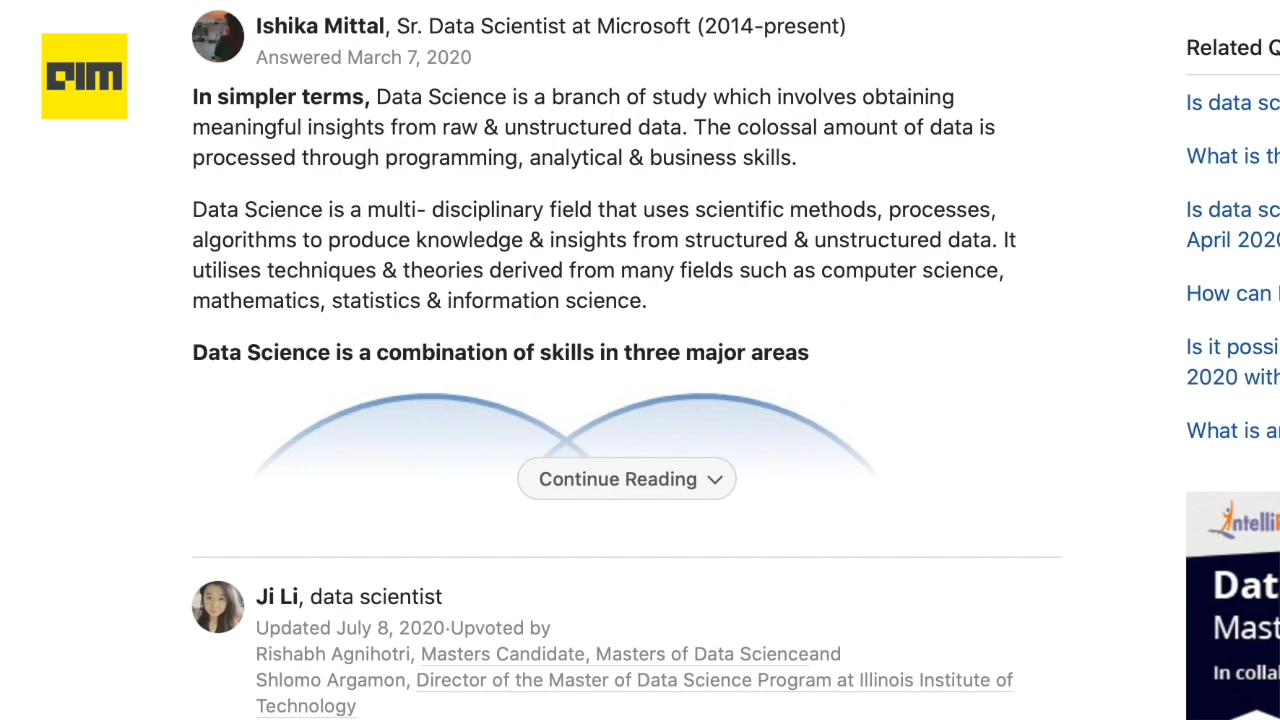 Ishika Mittal, Sr. Data Scientist at Microsoft (2014-present)
Answered March 7, 2020
AIM
In simpler terms, Data Science is a branch of study which involves obtaining
meaningful insights from raw & unstructured data. The colossal amount of data is
processed through programming, analytical & business skills.
Data Science is a multi- disciplinary field that uses scientific methods, processes,
algorithms to produce knowledge & insights from structured & unstructured data. It
utilises techniques & theories derived from many fields such as computer science,
mathematics, statistics & information science.
Data Science is a combination of skills in three major areas
Continue Reading
Ji Li, data scientist
Updated July 8, 2020·Upvoted by
Rishabh Agnihotri, Masters Candidate, Masters of Data Scienceand
Shlomo Argamon, Director of the Master of Data Science Program at Illinois Institute of
Technology
Related Q
Is data sc
What is th
Is data sc
April 2020
How can
Is it possi
2020 with
What is a
Intelli
Dat
Mast
In colla